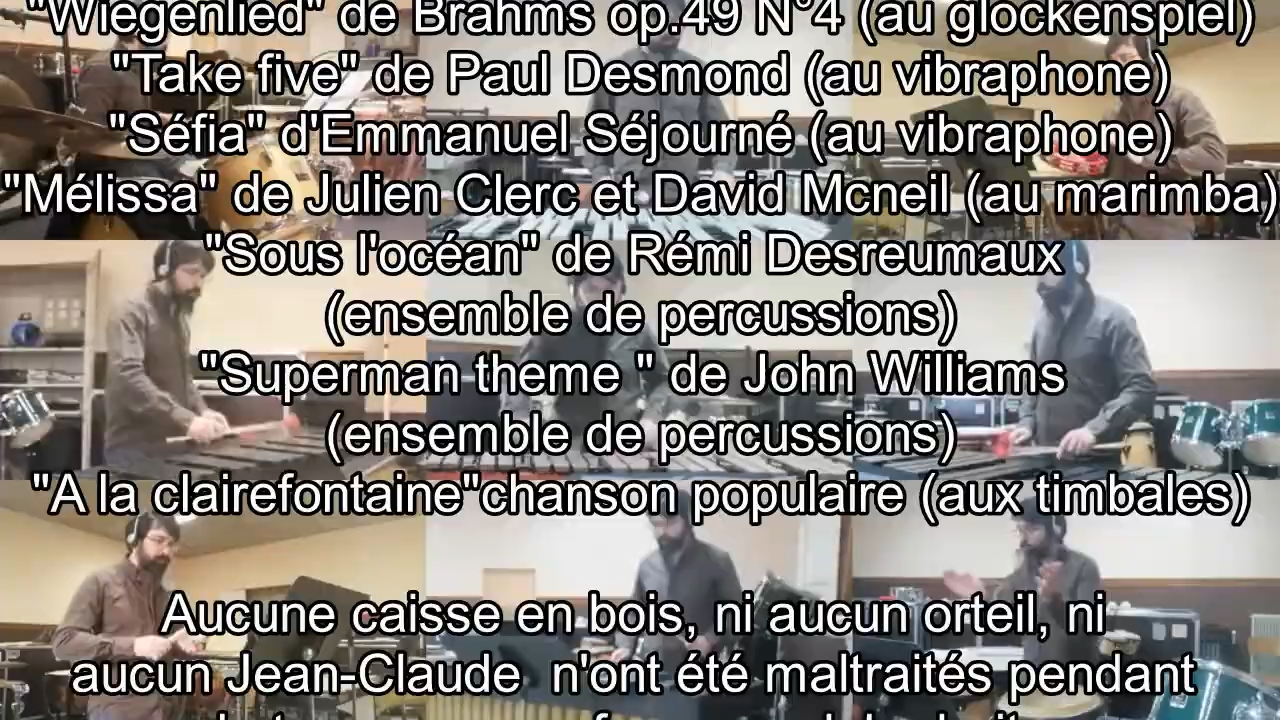 "Wiegenlied" de Brahms op.49 N°4 (au glockenspiel)
"Take five" de Paul Desmond (au vibraphone)
"Séfia" d'Emmanuel Séjourné (au vibraphone)
"Mélissa" de Julien Clerc et David Mcneil (au marimba)
"Sous l'océan" de Rémi Desreumaux
(ensemble de percussions)
"Superman theme " de John Williams
(ensemble de percussions)
"A la clairefontaine"chanson populaire (aux timbales)
Aucune caisse en bois, ni aucun orteil, ni
aucun Jean-Claude  n'ont été maltraités pendant